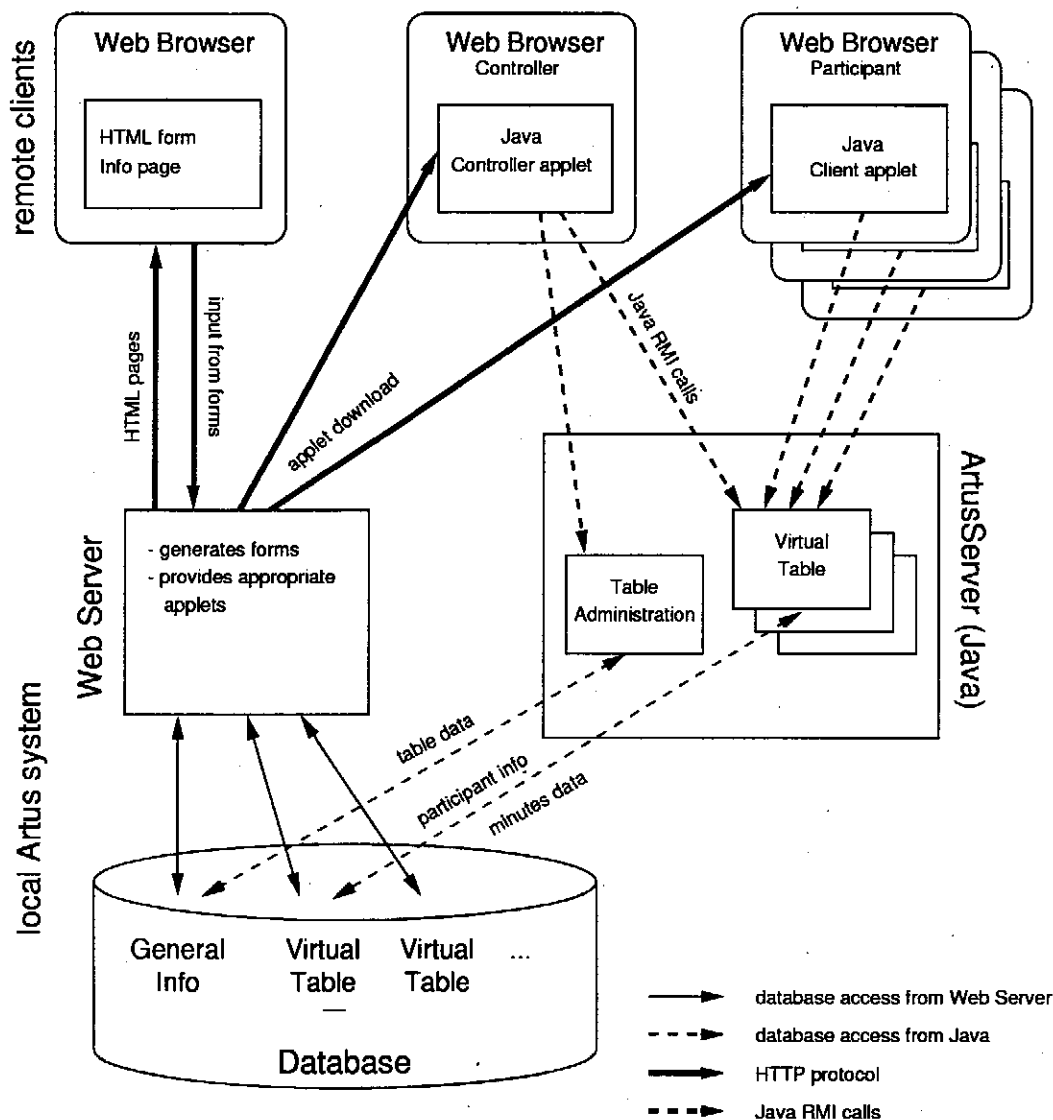 remote clients
Web Browser
HTML form
Info page
Web Browser
Controller
Java
Controller applet
Web Browser
Participant
Java
Client applet
HTML pages
input from forms
applet download
Java RMI calls
local Artus system
Web Server
- generates forms
- provides appropriate
applets
ArtusServer (Java)
Table
Administration
Virtual
Table
table data
participant info
minutes data
General
Info
Virtual
Table
Virtual
Table
...
Database
database access from Web Server
database access from Java
HTTP protocol
Java RMI calls